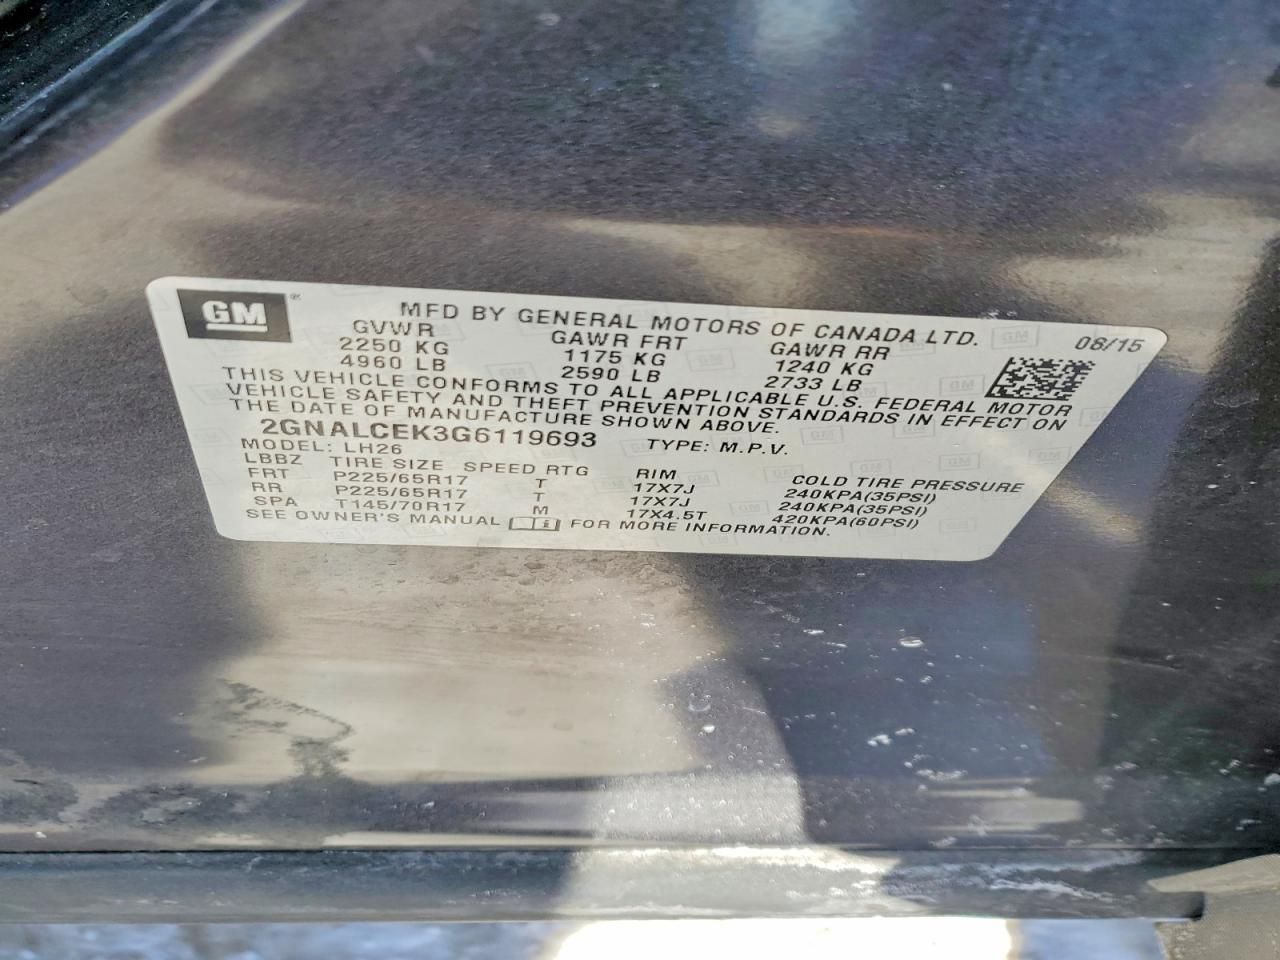 GM® MFD BY GENERAL MOTORS OF CANADA LTD. 08/15
GVWR GAWR FRT GAWR RR
2250 KG 1175 KG 1240 KG
4960 LB 2590 LB 2733 LB
THIS VEHICLE CONFORMS TO ALL APPLICABLE U.S. FEDERAL MOTOR
VEHICLE SAFETY AND THEFT PREVENTION STANDARDS IN EFFECT ON
THE DATE OF MANUFACTURE SHOWN ABOVE.
2GNALCEK3G6119693 TYPE: M.P.V.
MODEL: LH26
LBBZ TIRE SIZE SPEED RTG RIM COLD TIRE PRESSURE
FRT P225/65R17 T 17X7J 240KPA(35PSI)
RR P225/65R17 T 17X7J 240KPA(35PSI)
SPA T145/70R17 M 17X4.5T 420KPA(60PSI)
SEE OWNER'S MANUAL FOR MORE INFORMATION.